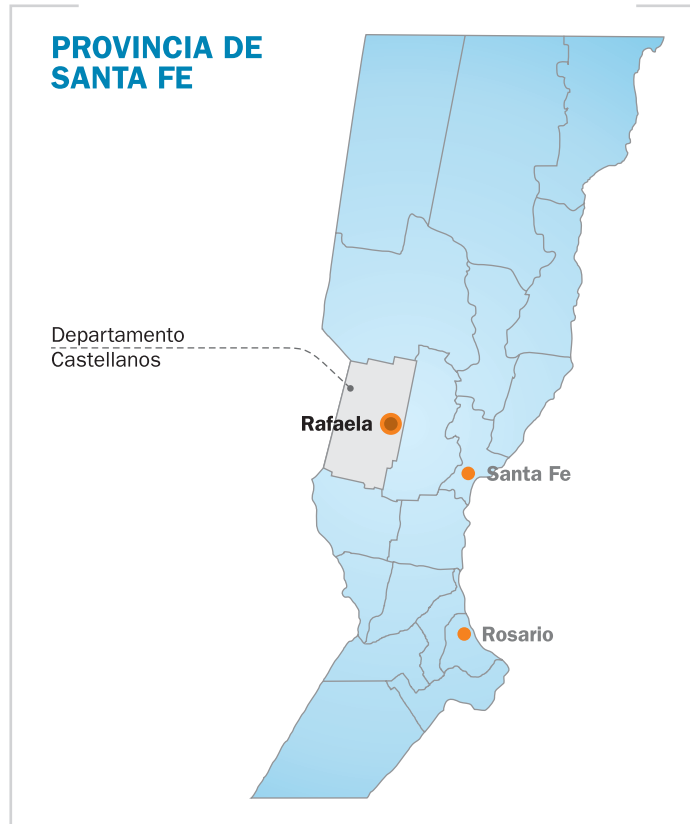 PROVINCIA DE
SANTA FE
Departamento
Castellanos
Rafaela
Santa Fe
Rosario